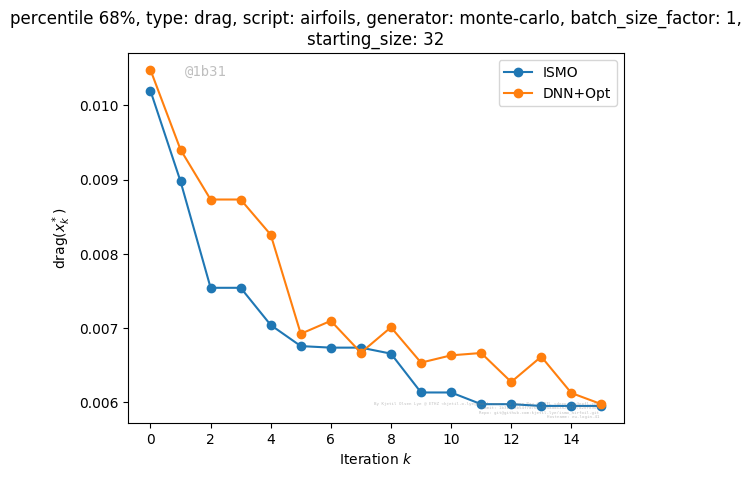 percentile 68%, type: drag, script: airfoils, generator: monte-carlo, batch_size_factor: 1,
starting_size: 32
@1b31
ISMO
DNN+Opt
0.010
0.009
0.008
0.007
0.006
drag(x_k^*)
0 2 4 6 8 10 12 14
Iteration k